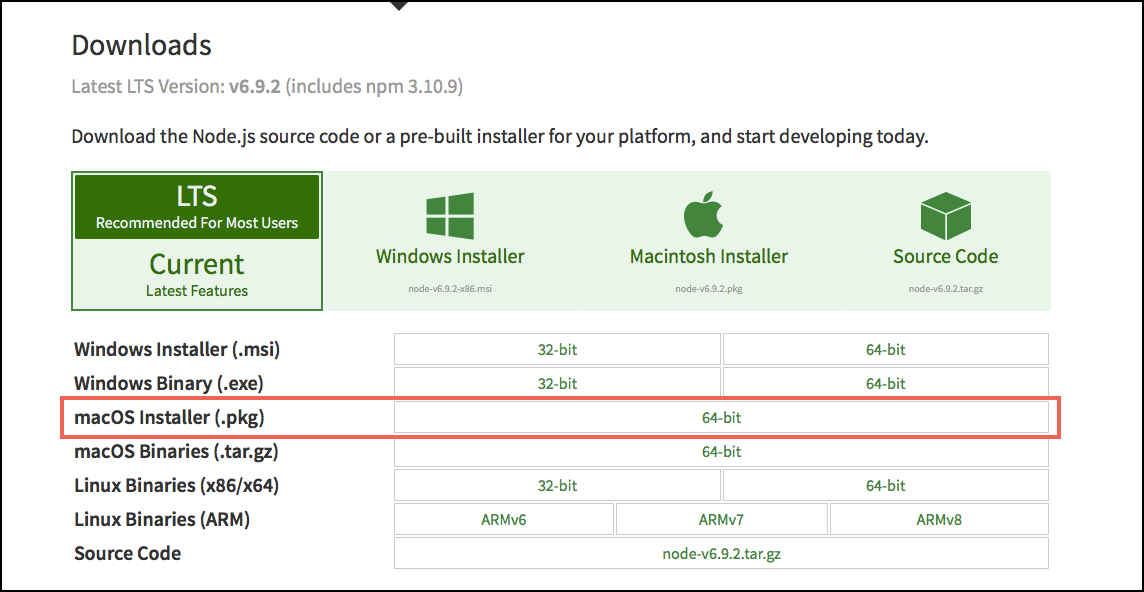 Downloads
Latest LTS Version: v6.9.2 (includes npm 3.10.9)
Download the Node.js source code or a pre-built installer for your platform, and start developing today.
LTS
Recommended For Most Users
Current
Latest Features
Windows Installer
node-v6.9.2-x86.msi
Macintosh Installer
node-v6.9.2.pkg
Source Code
node-v6.9.2.tar.gz
Windows Installer (.msi) 32-bit 64-bit
Windows Binary (.exe) 32-bit 64-bit
macOS Installer (.pkg) 64-bit
macOS Binaries (.tar.gz) 64-bit
Linux Binaries (x86/x64) 32-bit 64-bit
Linux Binaries (ARM) ARMv6 ARMv7 ARMv8
Source Code node-v6.9.2.tar.gz